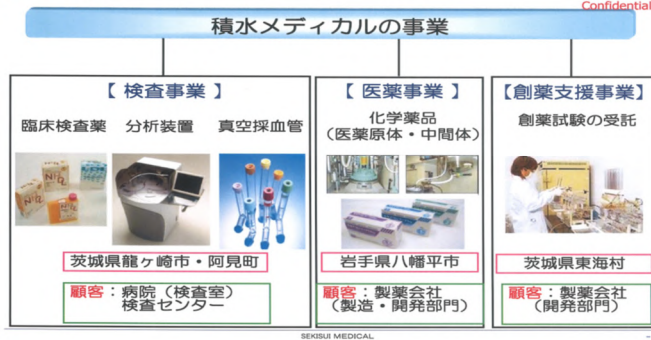 Confidential
積水メディカルの事業
【 検査事業 】
臨床検査薬 分析装置 真空採血管
茨城県龍ヶ崎市・阿見町
顧客：病院（検査室）
検査センター
【 医薬事業 】
化学薬品
（医薬原体・中間体）
岩手県八幡平市
顧客：製薬会社
（製造・開発部門）
【創薬支援事業】
創薬試験の受託
茨城県東海村
顧客：製薬会社
（開発部門）
SEKISUI MEDICAL